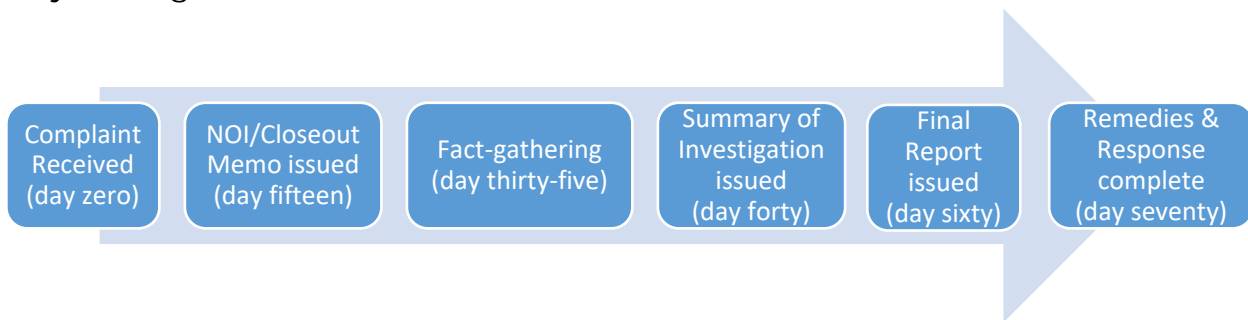 Complaint
Received
(day zero)
NOI/Closeout
Memo issued
(day fifteen)
Fact-gathering
(day thirty-five)
Summary of
Investigation
issued
(day forty)
Final
Report
issued
(day sixty)
Remedies &
Response
complete
(day seventy)